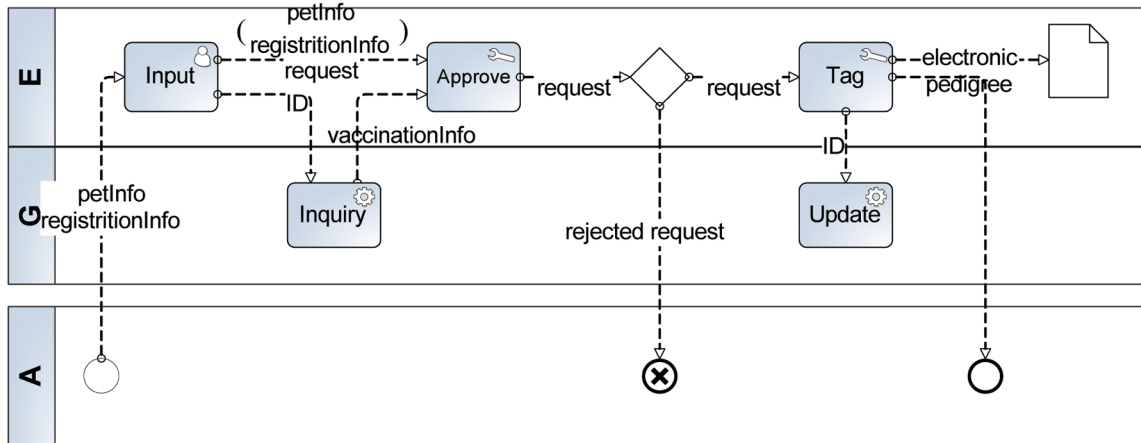 E
petInfo
( registritionInfo )
request
Input
ID
Approve
vaccinationInfo
request
request
Tag
electronic
pedigree
ID
G
petInfo
registritionInfo
Inquiry
rejected request
Update
A